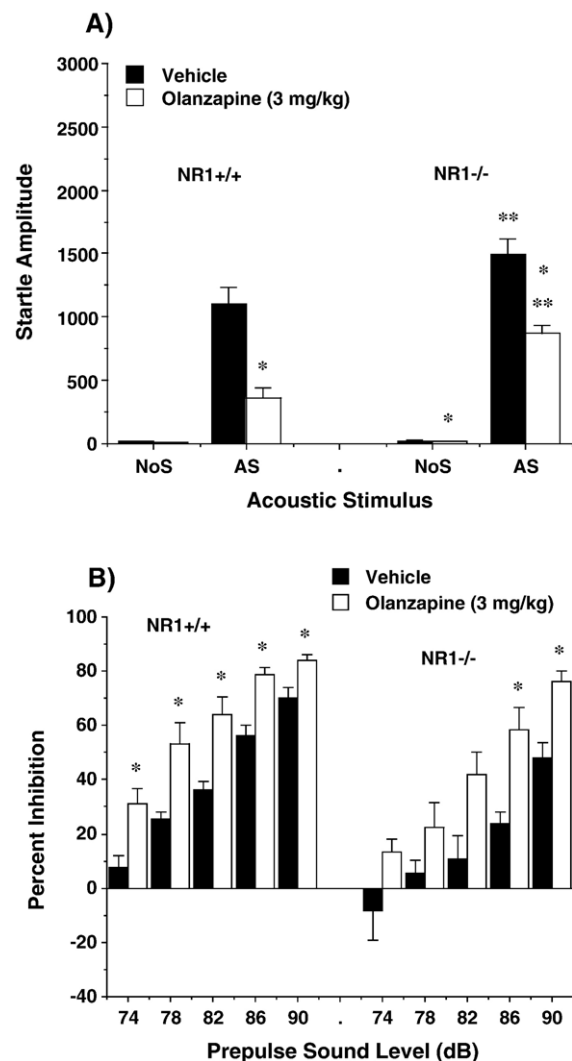 A)
3000
2500
2000
1500
1000
500
0
Startle Amplitude
Vehicle
Olanzapine (3 mg/kg)
NR1+/+
NR1-/-
**
*
**
*
*
NoS AS . NoS AS
Acoustic Stimulus
B)
Vehicle
Olanzapine (3 mg/kg)
100
80
60
40
20
0
-20
-40
Percent Inhibition
NR1+/+
NR1-/-
* * * * * * *
74 78 82 86 90 . 74 78 82 86 90
Prepulse Sound Level (dB)